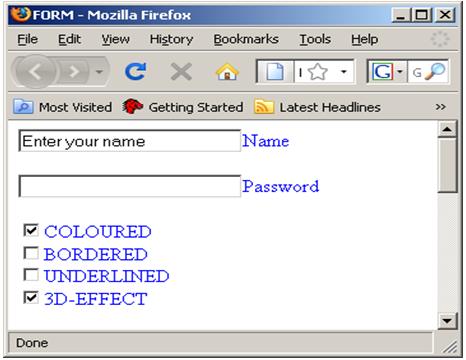 FORM - Mozilla Firefox
File Edit View History Bookmarks Tools Help
G G
Most Visited Getting Started Latest Headlines »
Enter your name Name
Password
COLOURED
BORDERED
UNDERLINED
3D-EFFECT
Done